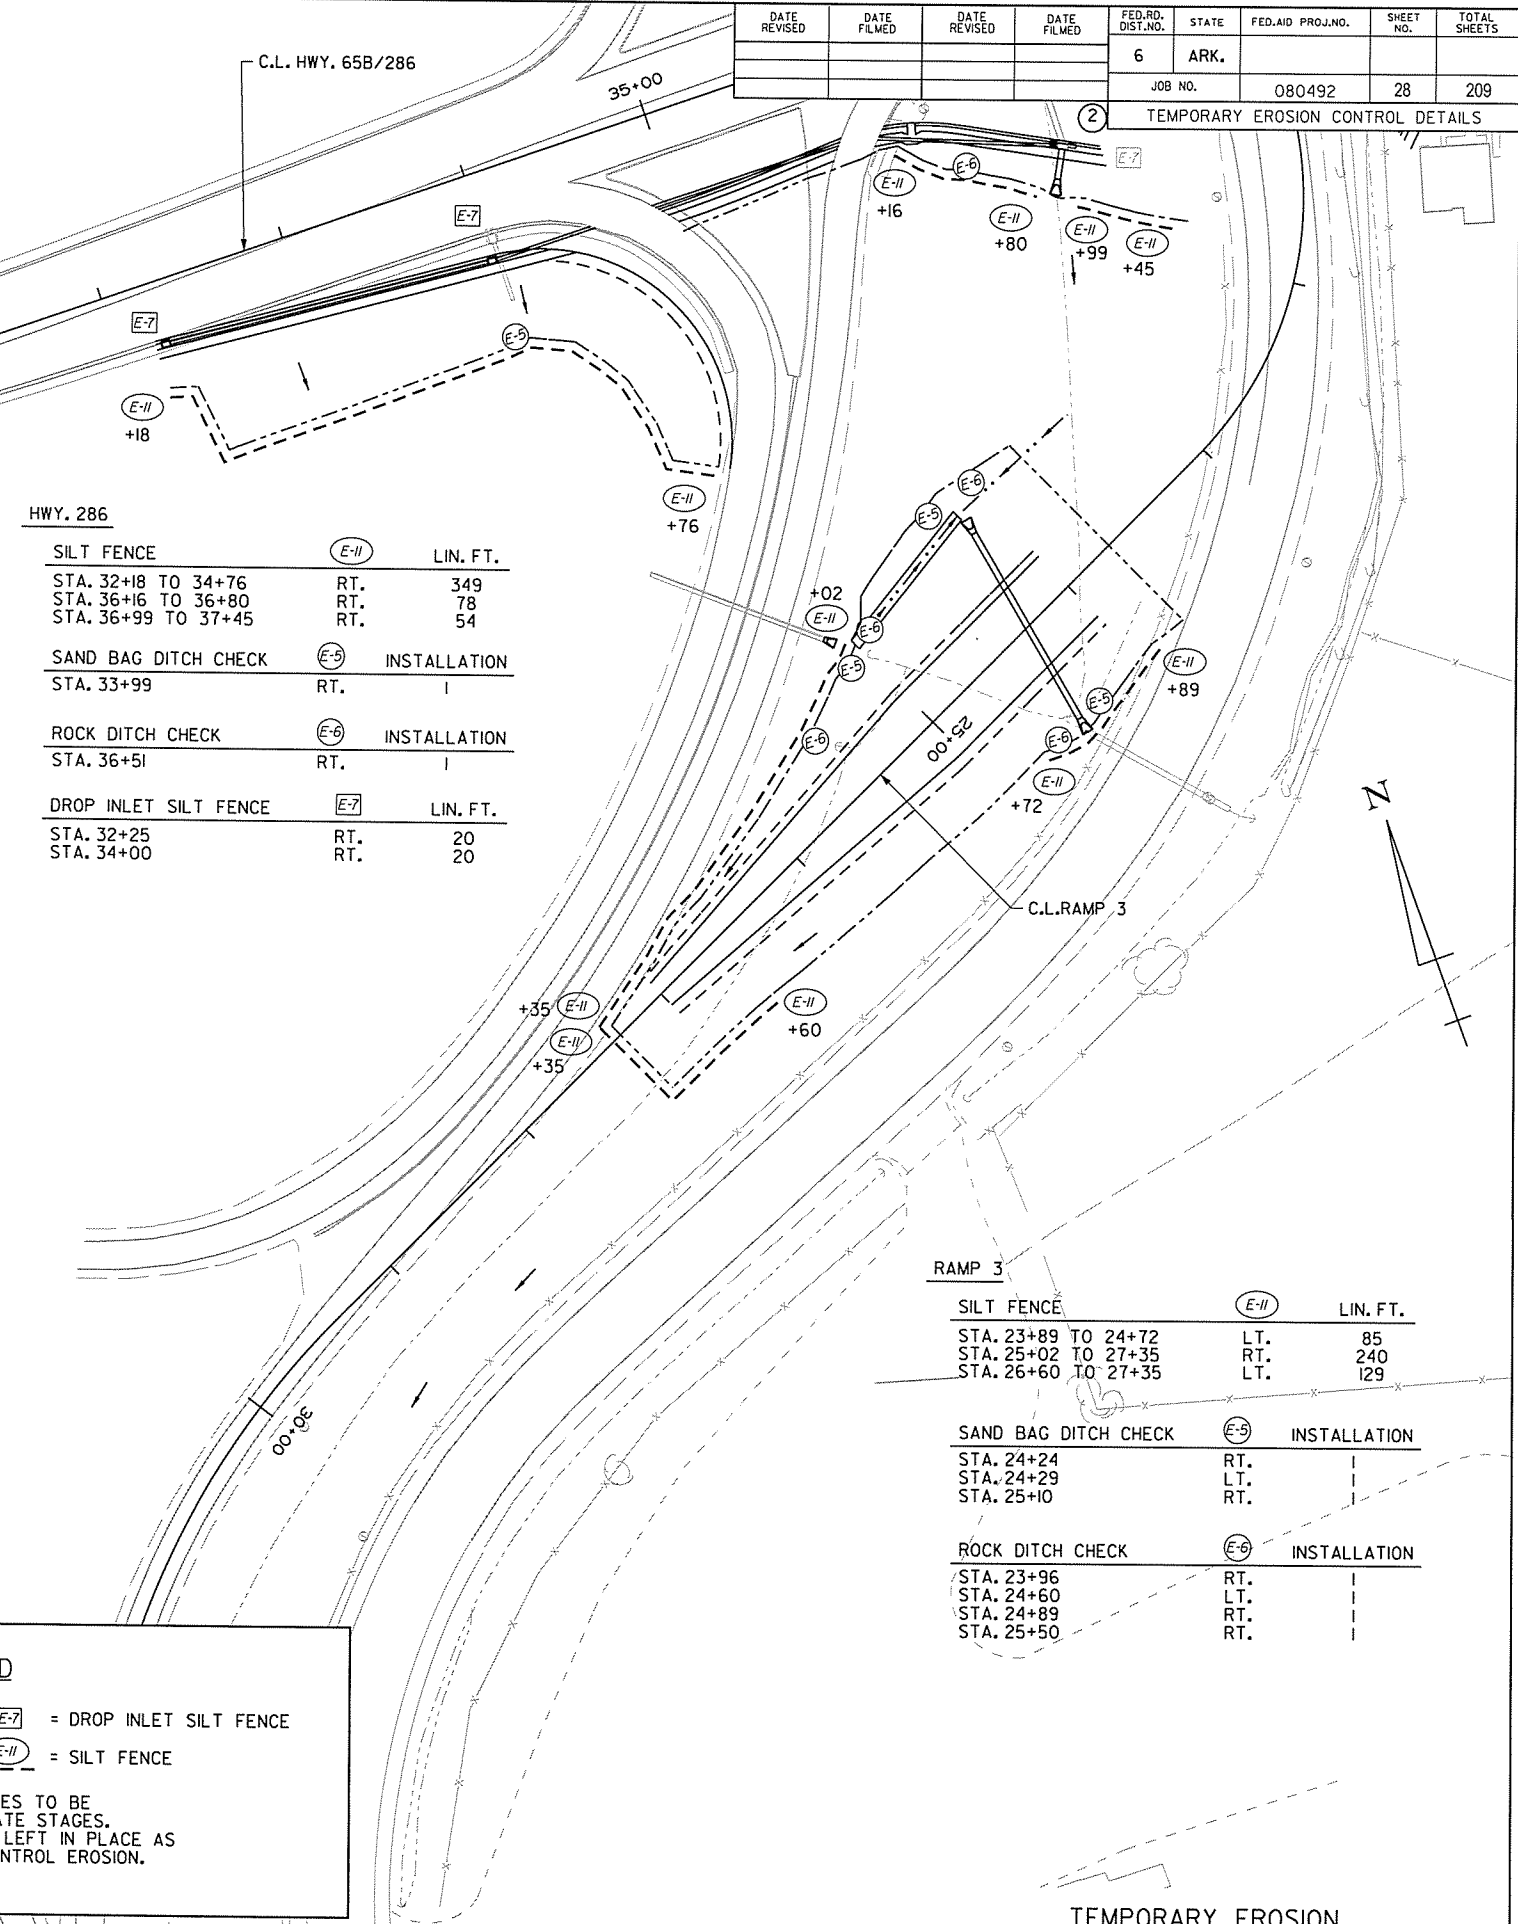 DATE REVISED DATE FILMED DATE REVISED DATE FILMED FED.RD. DIST.NO. STATE FED.AID PROJ.NO. SHEET NO. TOTAL SHEETS
6 ARK.
JOB NO. 080492 28 209
2 TEMPORARY EROSION CONTROL DETAILS
C.L. HWY. 65B/286
35+00
E-7
E-6
E-11
+16
E-11
+80
E-11
+99
E-11
+45
E-7
E-7
E-5
E-11
+18
E-11
+76
HWY. 286
SILT FENCE E-11 LIN. FT.
STA. 32+18 TO 34+76 RT. 349
STA. 36+16 TO 36+80 RT. 78
STA. 36+99 TO 37+45 RT. 54
SAND BAG DITCH CHECK E-5 INSTALLATION
STA. 33+99 RT. 1
ROCK DITCH CHECK E-6 INSTALLATION
STA. 36+51 RT. 1
DROP INLET SILT FENCE E-7 LIN. FT.
STA. 32+25 RT. 20
STA. 34+00 RT. 20
E-6
E-5
+02
E-11
E-6
E-5
E-6
E-11
+89
E-5
E-6
E-11
+72
25+00
N
C.L. RAMP 3
+35 E-11
E-11
+35
E-11
+60
30+00
RAMP 3
SILT FENCE E-11 LIN. FT.
STA. 23+89 TO 24+72 LT. 85
STA. 25+02 TO 27+35 RT. 240
STA. 26+60 TO 27+35 LT. 129
SAND BAG DITCH CHECK E-5 INSTALLATION
STA. 24+24 RT. 1
STA. 24+29 LT. 1
STA. 25+10 RT. 1
ROCK DITCH CHECK E-6 INSTALLATION
STA. 23+96 RT. 1
STA. 24+60 LT. 1
STA. 24+89 RT. 1
STA. 25+50 RT. 1
D
E-7 = DROP INLET SILT FENCE
E-11 = SILT FENCE
ES TO BE
ATE STAGES.
LEFT IN PLACE AS
NTROL EROSION.
TEMPORARY EROSION